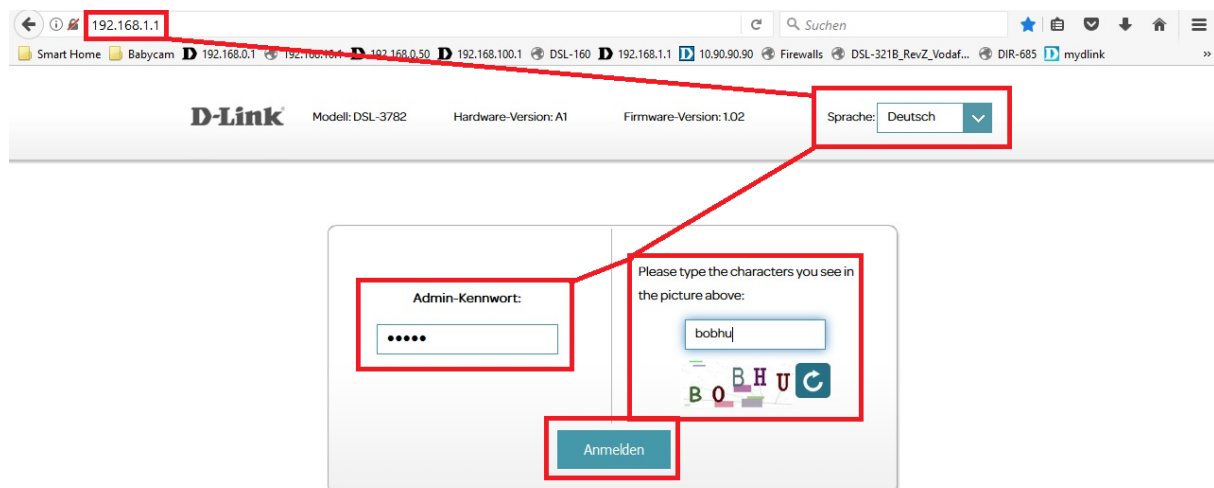 192.168.1.1
Suchen
Smart Home Babycam 192.168.0.1 192.168.0.50 192.168.100.1 DSL-160 192.168.1.1 10.90.90.90 Firewalls DSL-321B_RevZ_Vodaf... DIR-685 mydlink »
D-Link Modell: DSL-3782 Hardware-Version: A1 Firmware-Version: 1.02 Sprache: Deutsch
Please type the characters you see in
the picture above:
Admin-Kennwort:
•••••
bobhu
B O B H U
Anmelden